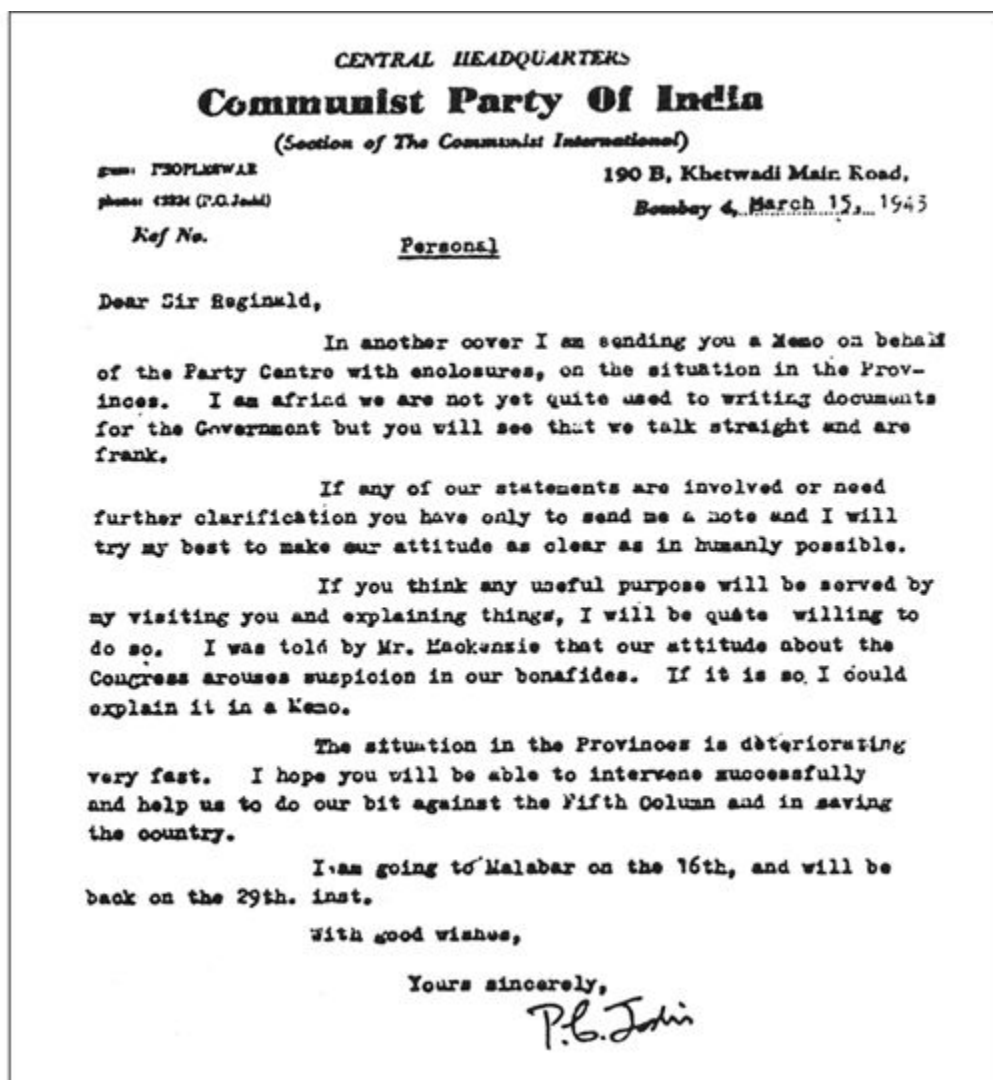 CENTRAL HEADQUARTERS
Communist Party Of India
(Section of The Communist International)
gram: PEOPLESWAR
190 B, Khetwadi Main Road,
phone: (P.C. Joshi)
Bombay 4, March 15, 1943
Ref No.
Personal
Dear Sir Reginald,
In another cover I am sending you a Memo on behalf
of the Party Centre with enclosures, on the situation in the Prov-
inces. I am afriad we are not yet quite used to writing documents
for the Government but you will see that we talk straight and are
frank.
If any of our statements are involved or need
further clarification you have only to send me a note and I will
try my best to make our attitude as clear as in humanly possible.
If you think any useful purpose will be served by
my visiting you and explaining things, I will be quite willing to
do so. I was told by Mr. Mackenzie that our attitude about the
Congress arouses suspicion in our bonafides. If it is so I could
explain it in a Memo.
The situation in the Provinces is deteriorating
very fast. I hope you will be able to intervene successfully
and help us to do our bit against the Fifth Column and in saving
the country.
I am going to Malabar on the 16th, and will be
back on the 29th. inst.
With good wishes,
Yours sincerely,
P.C. Joshi